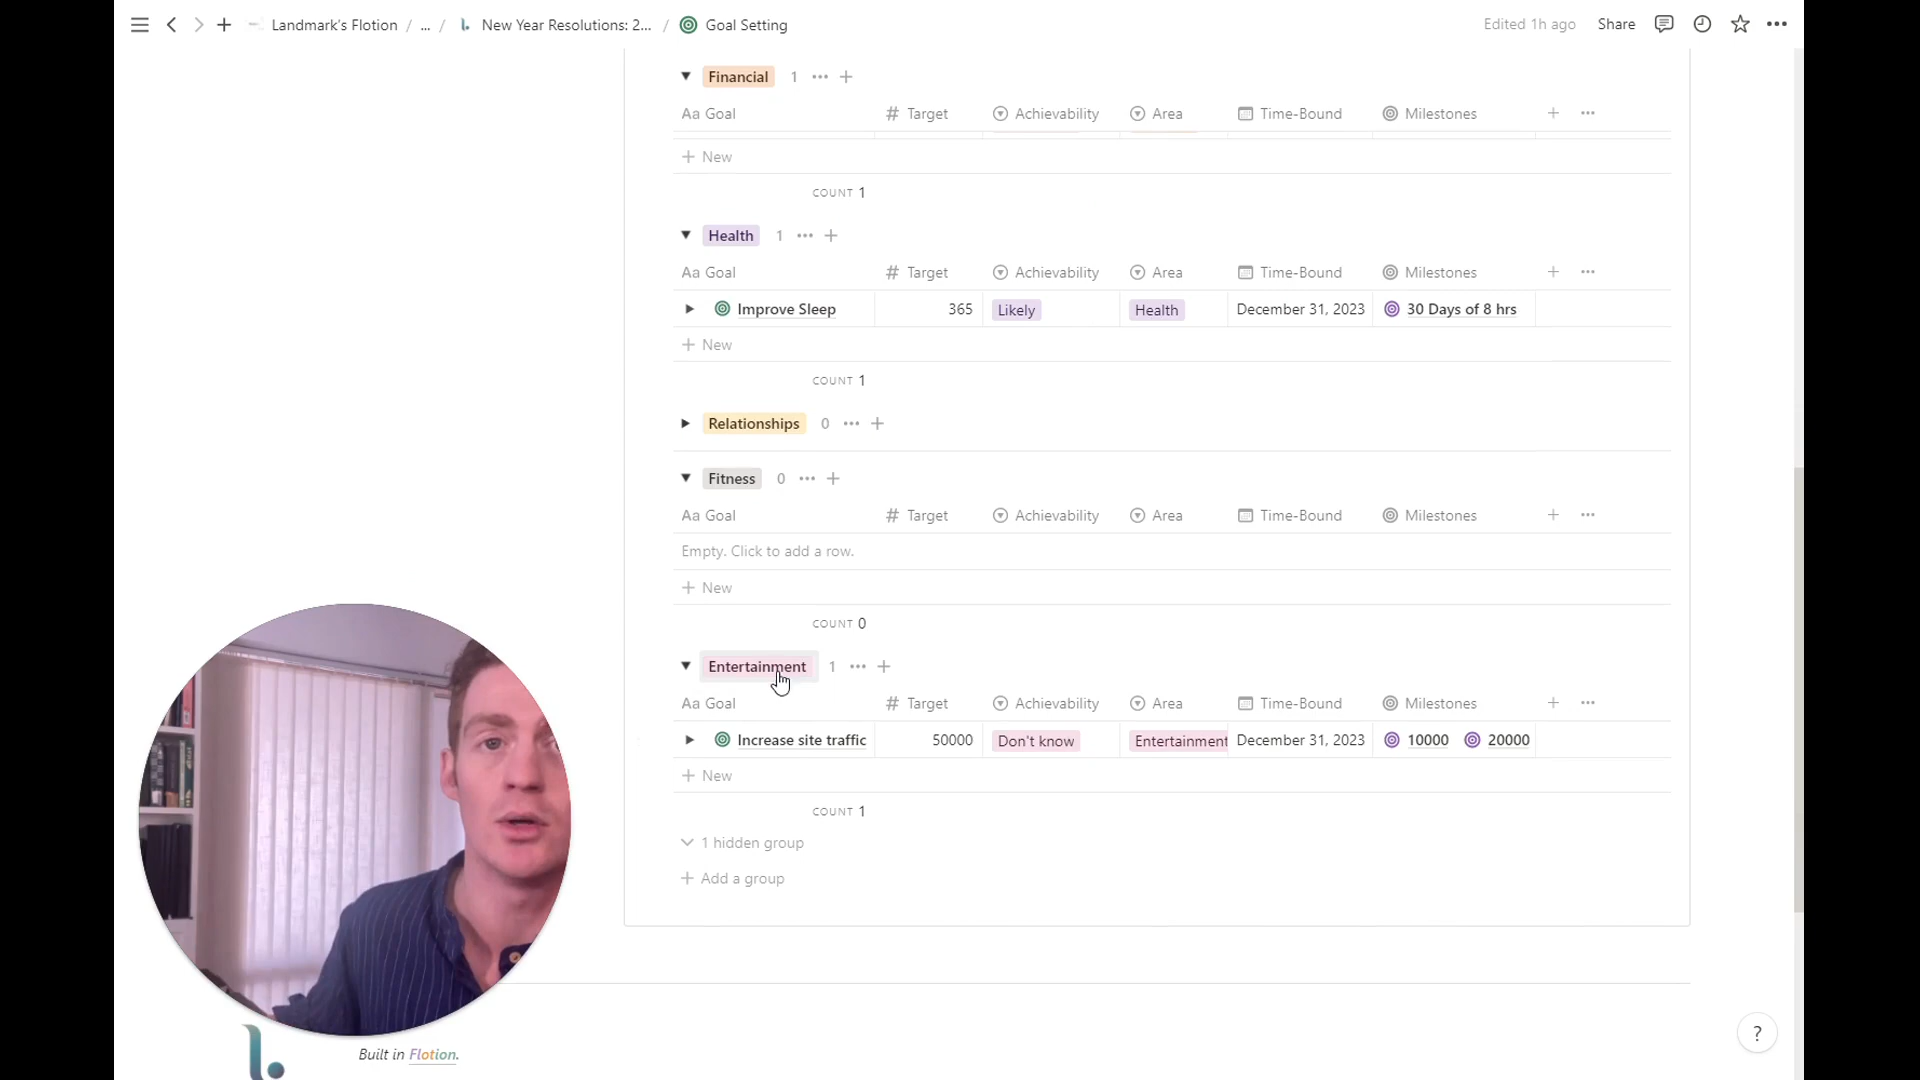 Landmark's Flotion / ... / New Year Resolutions: 2... / Goal Setting Edited 1h ago Share
Financial 1
Aa Goal # Target Achievability Area Time-Bound Milestones
+ New
COUNT 1
Health 1
Aa Goal # Target Achievability Area Time-Bound Milestones
Improve Sleep 365 Likely Health December 31, 2023 30 Days of 8 hrs
+ New
COUNT 1
Relationships 0
Fitness 0
Aa Goal # Target Achievability Area Time-Bound Milestones
Empty. Click to add a row.
+ New
COUNT 0
Entertainment 1
Aa Goal # Target Achievability Area Time-Bound Milestones
Increase site traffic 50000 Don't know Entertainment December 31, 2023 10000 20000
+ New
COUNT 1
1 hidden group
+ Add a group
Built in Flotion.
?